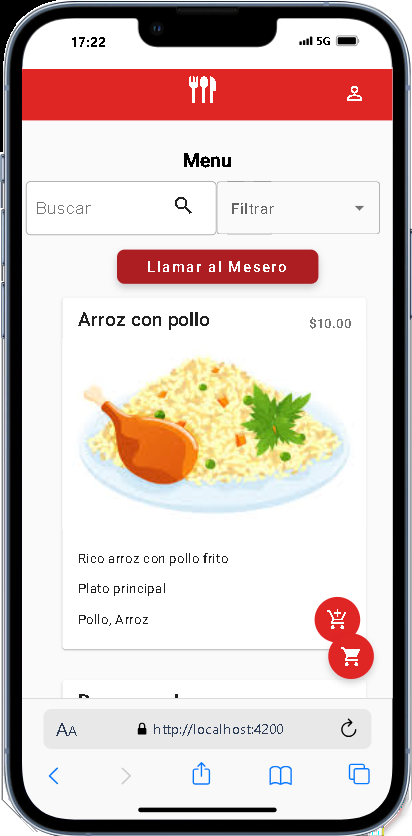 17:22
5G
Menu
Buscar
Filtrar
Llamar al Mesero
Arroz con pollo
$10.00
Rico arroz con pollo frito
Plato principal
Pollo, Arroz
AA
http://localhost:4200